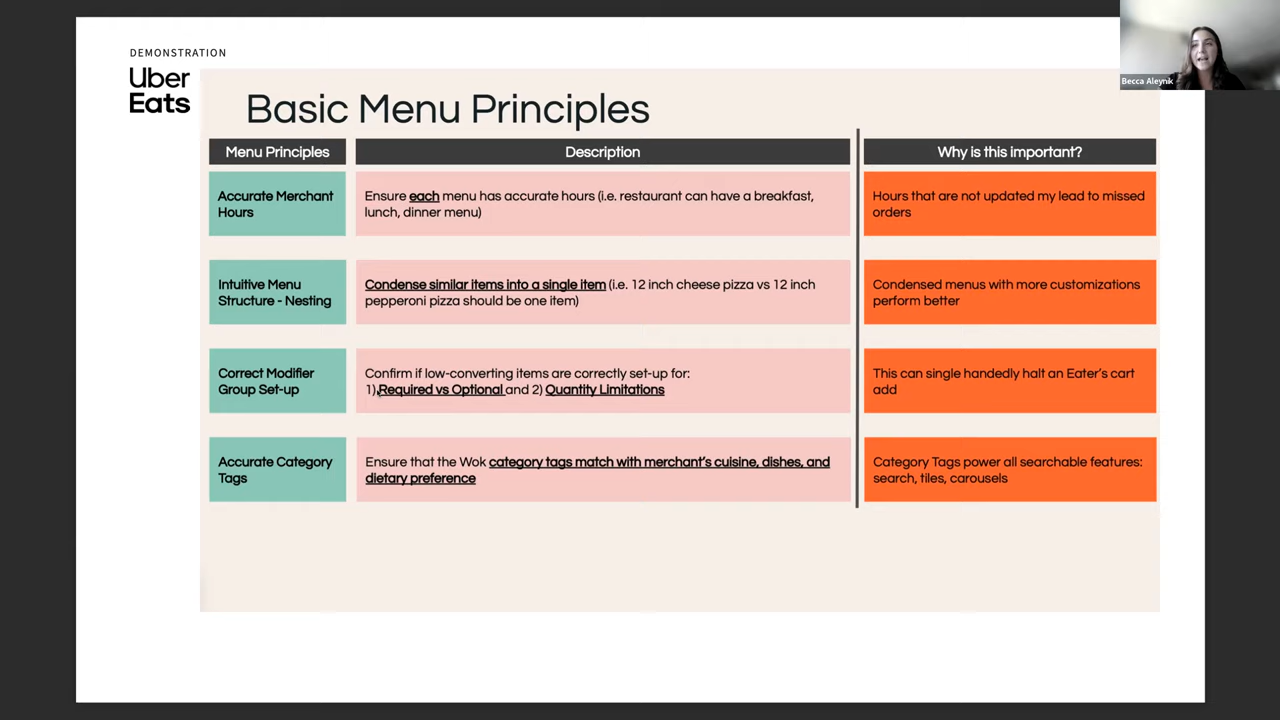 DEMONSTRATION
Uber
Eats
Becca Aleynik
Basic Menu Principles
Menu Principles
Description
Why is this important?
Accurate Merchant
Hours
Ensure each menu has accurate hours (i.e. restaurant can have a breakfast,
lunch, dinner menu)
Hours that are not updated my lead to missed
orders
Intuitive Menu
Structure - Nesting
Condense similar items into a single item (i.e. 12 inch cheese pizza vs 12 inch
pepperoni pizza should be one item)
Condensed menus with more customizations
perform better
Correct Modifier
Group Set-up
Confirm if low-converting items are correctly set-up for:
1) Required vs Optional and 2) Quantity Limitations
This can single handedly halt an Eater's cart
add
Accurate Category
Tags
Ensure that the Wok category tags match with merchant's cuisine, dishes, and
dietary preference
Category Tags power all searchable features:
search, tiles, carousels